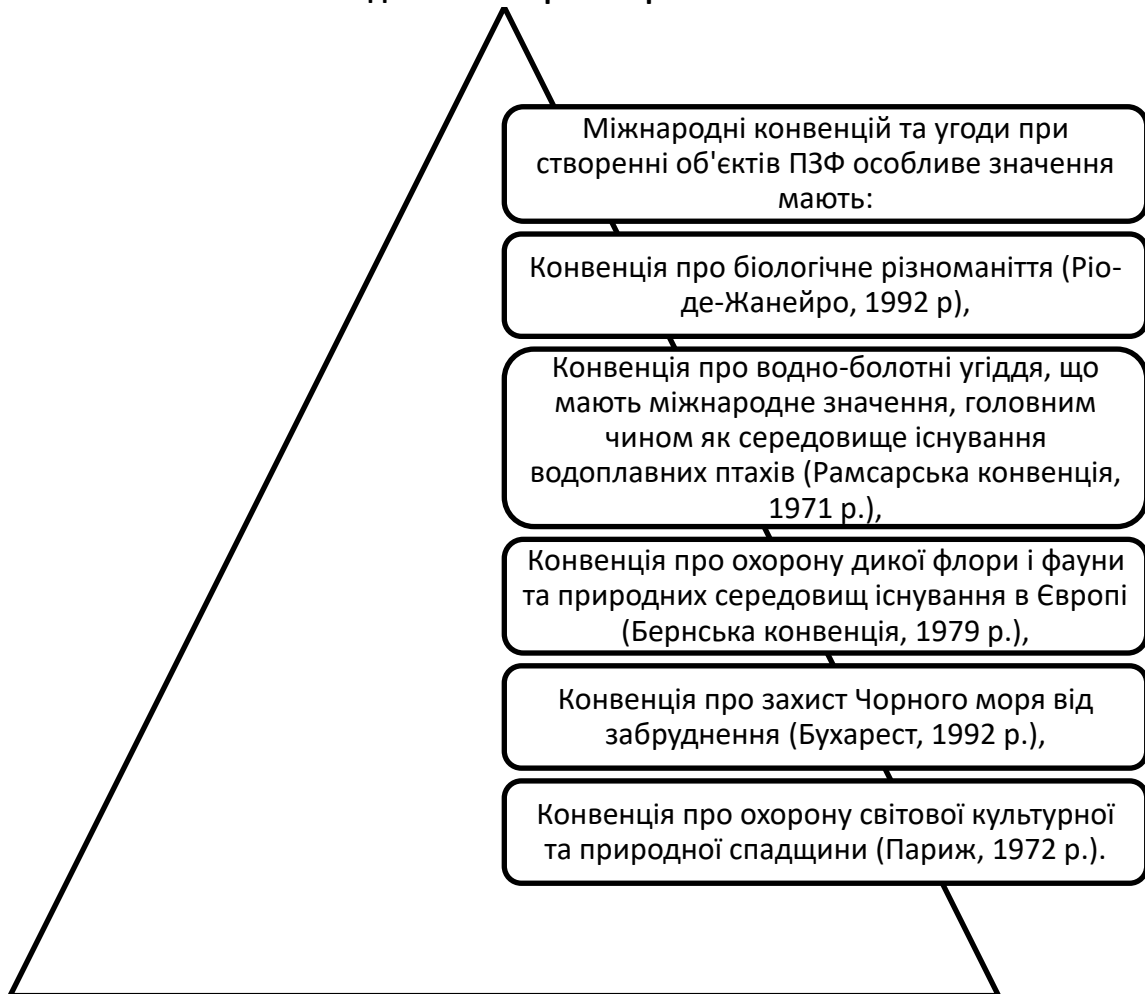 Міжнародні конвенцій та угоди при
створенні об'єктів ПЗФ особливе значення
мають:
Конвенція про біологічне різноманіття (Ріо-
де-Жанейро, 1992 р),
Конвенція про водно-болотні угіддя, що
мають міжнародне значення, головним
чином як середовище існування
водоплавних птахів (Рамсарська конвенція,
1971 р.),
Конвенція про охорону дикої флори і фауни
та природних середовищ існування в Європі
(Бернська конвенція, 1979 р.),
Конвенція про захист Чорного моря від
забруднення (Бухарест, 1992 р.),
Конвенція про охорону світової культурної
та природної спадщини (Париж, 1972 р.).